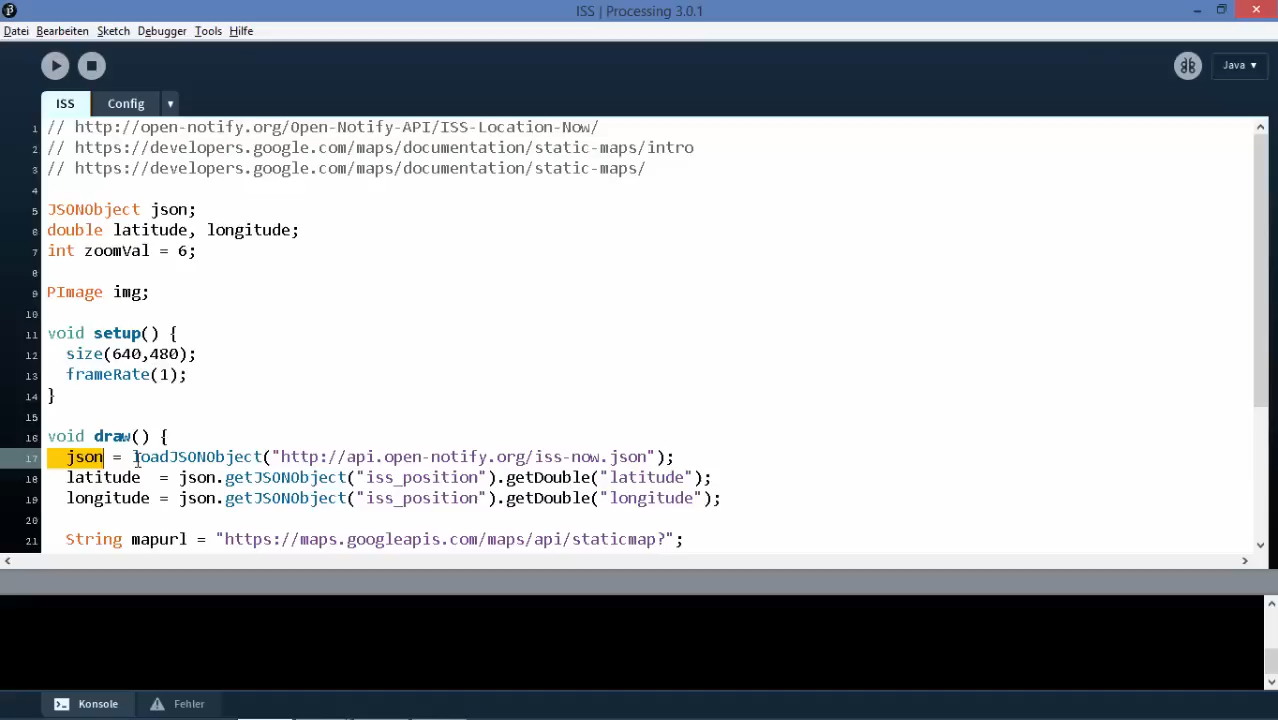 ISS | Processing 3.0.1
Datei Bearbeiten Sketch Debugger Tools Hilfe
Java ▾
ISS Config ▾
1 // http://open-notify.org/Open-Notify-API/ISS-Location-Now/
2 // https://developers.google.com/maps/documentation/static-maps/intro
3 // https://developers.google.com/maps/documentation/static-maps/
4
5 JSONObject json;
6 double latitude, longitude;
7 int zoomVal = 6;
8
9 PImage img;
10
11 void setup() {
12 size(640,480);
13 frameRate(1);
14 }
15
16 void draw() {
17 json = loadJSONObject("http://api.open-notify.org/iss-now.json");
18 latitude = json.getJSONObject("iss_position").getDouble("latitude");
19 longitude = json.getJSONObject("iss_position").getDouble("longitude");
20
21 String mapurl = "https://maps.googleapis.com/maps/api/staticmap?";
Konsole Fehler